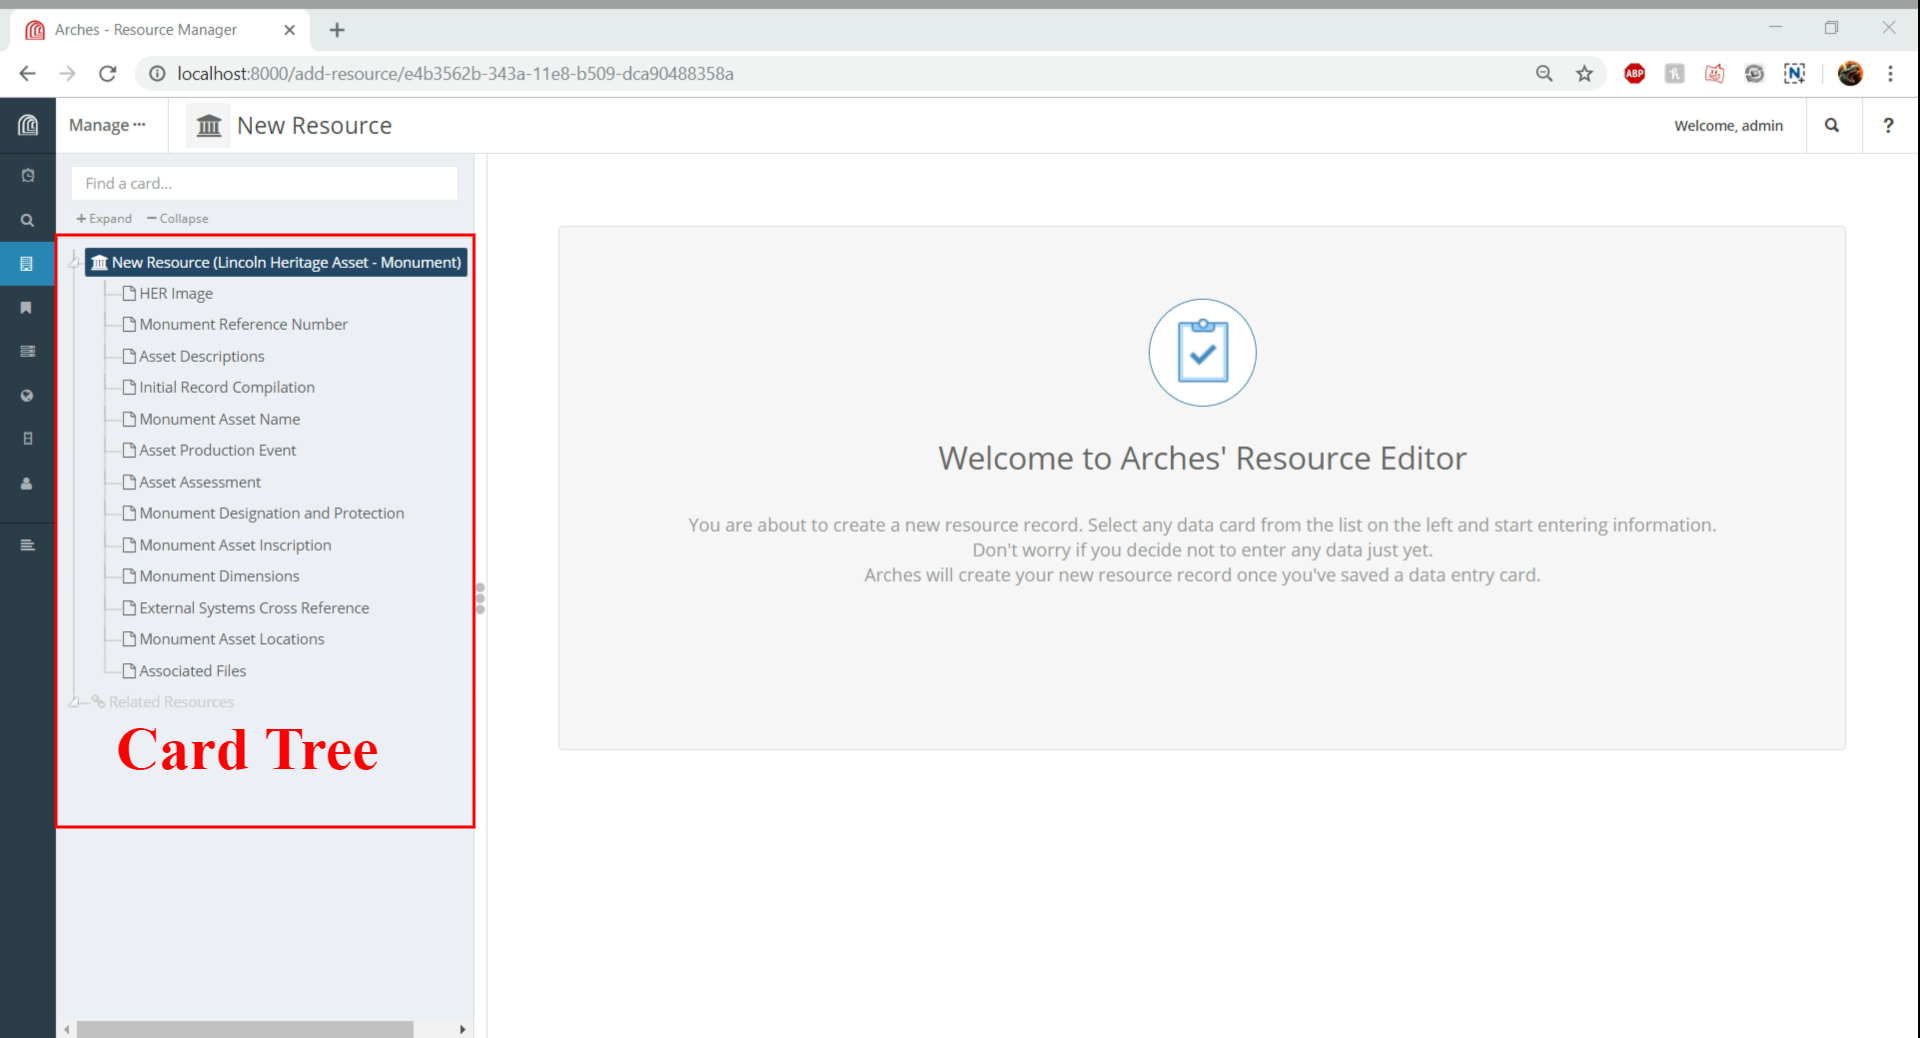 Arches - Resource Manager
localhost:8000/add-resource/e4b3562b-343a-11e8-b509-dca90488358a
ABP
N
Manage
New Resource
Welcome, admin
?
Find a card...
+ Expand − Collapse
New Resource (Lincoln Heritage Asset - Monument)
HER Image
Monument Reference Number
Asset Descriptions
Initial Record Compilation
Monument Asset Name
Asset Production Event
Asset Assessment
Monument Designation and Protection
Monument Asset Inscription
Monument Dimensions
External Systems Cross Reference
Monument Asset Locations
Associated Files
Related Resources
Card Tree
Welcome to Arches' Resource Editor
You are about to create a new resource record. Select any data card from the list on the left and start entering information.
Don't worry if you decide not to enter any data just yet.
Arches will create your new resource record once you've saved a data entry card.